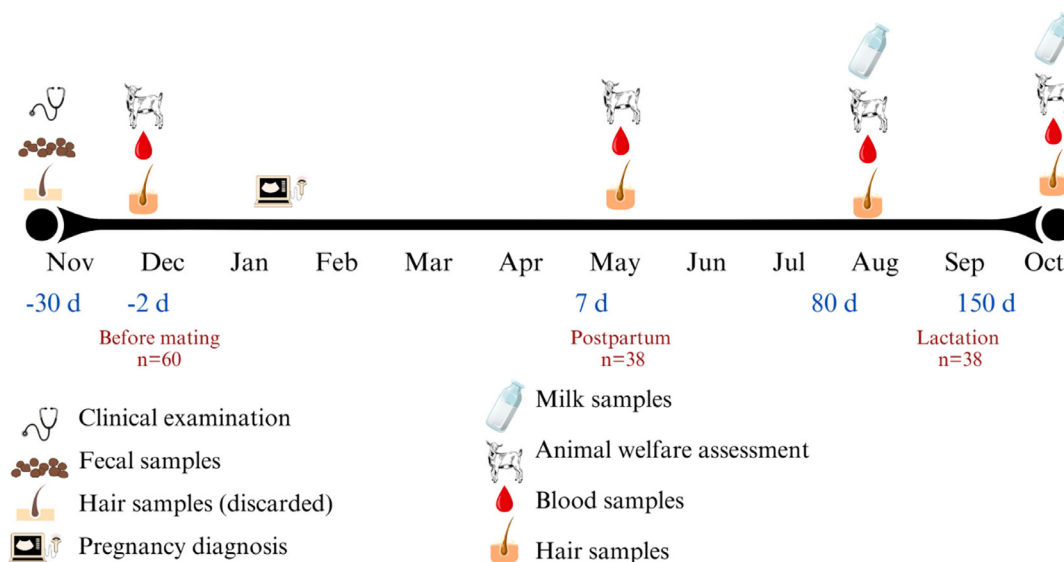 Nov Dec Jan Feb Mar Apr May Jun Jul Aug Sep Oct
-30 d -2 d 7 d 80 d 150 d
Before mating Postpartum Lactation
n=60 n=38 n=38
Clinical examination
Fecal samples
Hair samples (discarded)
Pregnancy diagnosis
Milk samples
Animal welfare assessment
Blood samples
Hair samples